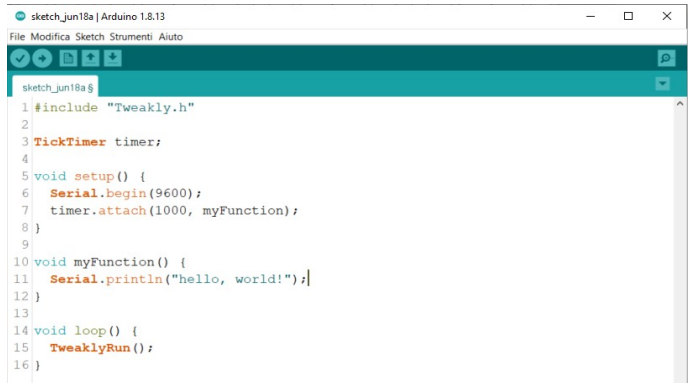 sketch_jun18a | Arduino 1.8.13
File Modifica Sketch Strumenti Aiuto
sketch_jun18a §
1 #include "Tweakly.h"
2
3 TickTimer timer;
4
5 void setup() {
6   Serial.begin(9600);
7   timer.attach(1000, myFunction);
8 }
9
10 void myFunction() {
11   Serial.println("hello, world!");
12 }
13
14 void loop() {
15   TweaklyRun();
16 }